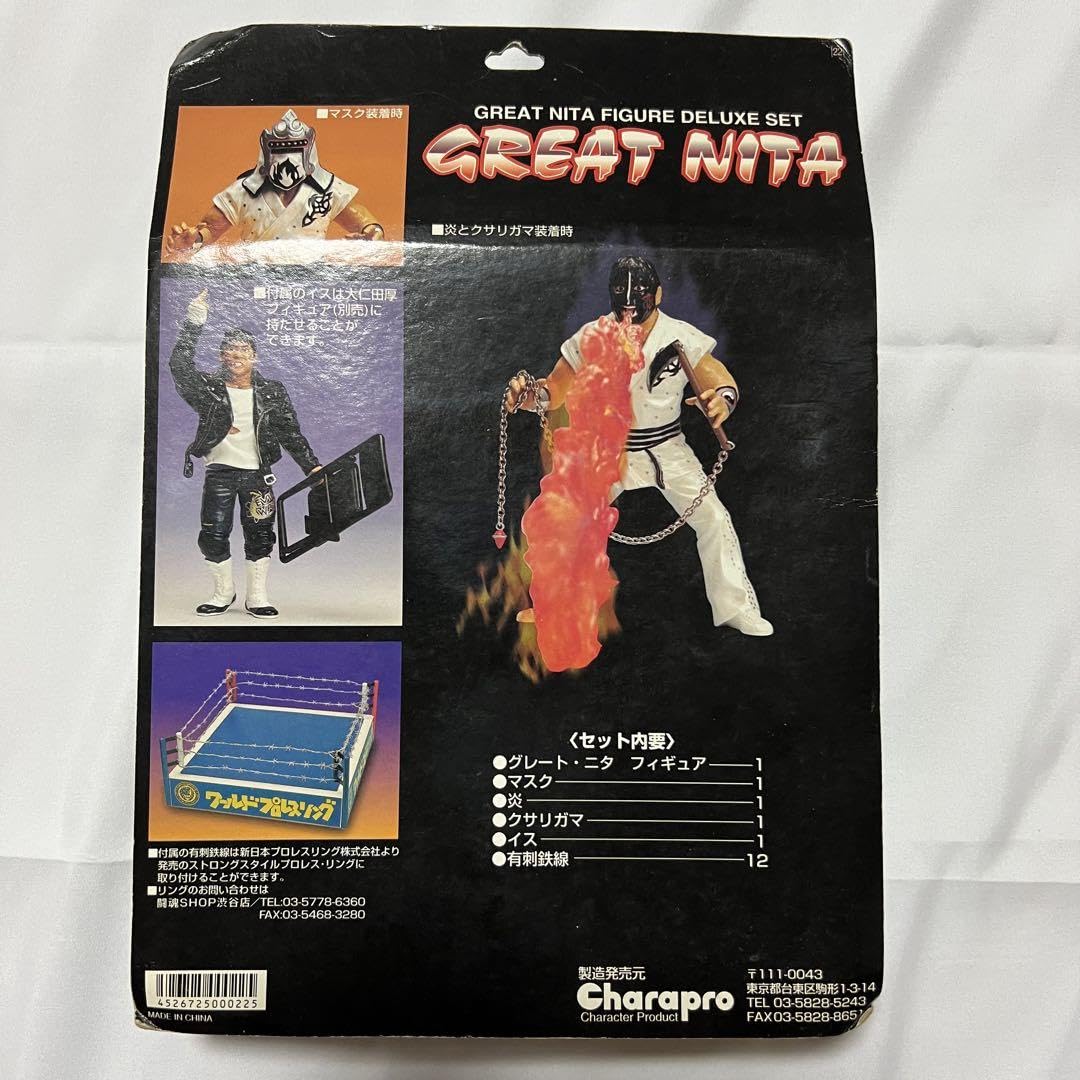 22
GREAT NITA FIGURE DELUXE SET
GREAT NITA
■マスク装着時
■炎とクサリガマ装着時
■付属のイスは大仁田厚
フィギュア(別売)に
持たせることが
できます。
ワールドプロレスリング
■付属の有刺鉄線は新日本プロレスリング株式会社より
発売のストロングスタイルプロレス・リングに
取り付けることができます。
■リングのお問い合わせは
闘魂SHOP渋谷店／TEL:03-5778-6360
FAX:03-5468-3280
〈セット内要〉
●グレート・ニタ フィギュア——1
●マスク——1
●炎——1
●クサリガマ——1
●イス——1
●有刺鉄線——12
4526725000225
MADE IN CHINA
製造発売元
Charapro
Character Product
〒111-0043
東京都台東区駒形1-3-14
TEL 03-5828-5243
FAX03-5828-8651